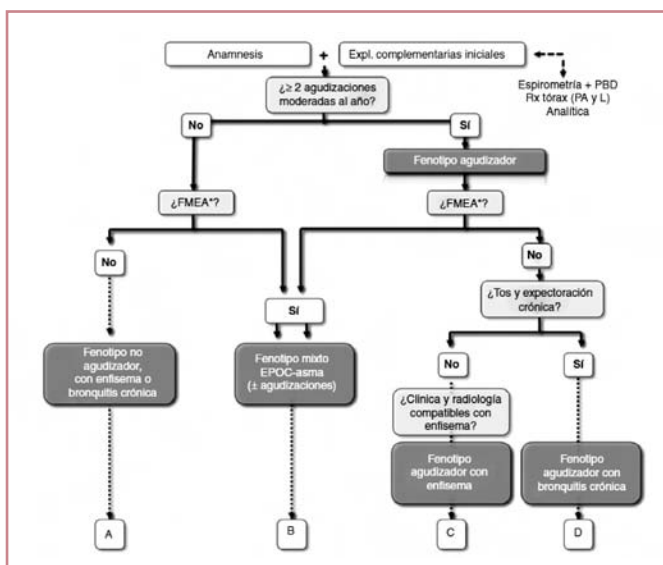 Anamnesis
+
Expl. complementarias iniciales
Espirometría + PBD
Rx tórax (PA y L)
Analítica
¿≥ 2 agudizaciones
moderadas al año?
No
Sí
Fenotipo agudizador
¿FMEA*?
¿FMEA*?
No
Sí
No
¿Tos y expectoración
crónica?
Fenotipo no
agudizador,
con enfisema o
bronquitis crónica
Fenotipo mixto
EPOC-asma
(± agudizaciones)
No
Sí
¿Clínica y radiología
compatibles con
enfisema?
Fenotipo
agudizador con
enfisema
Fenotipo
agudizador con
bronquitis crónica
A
B
C
D